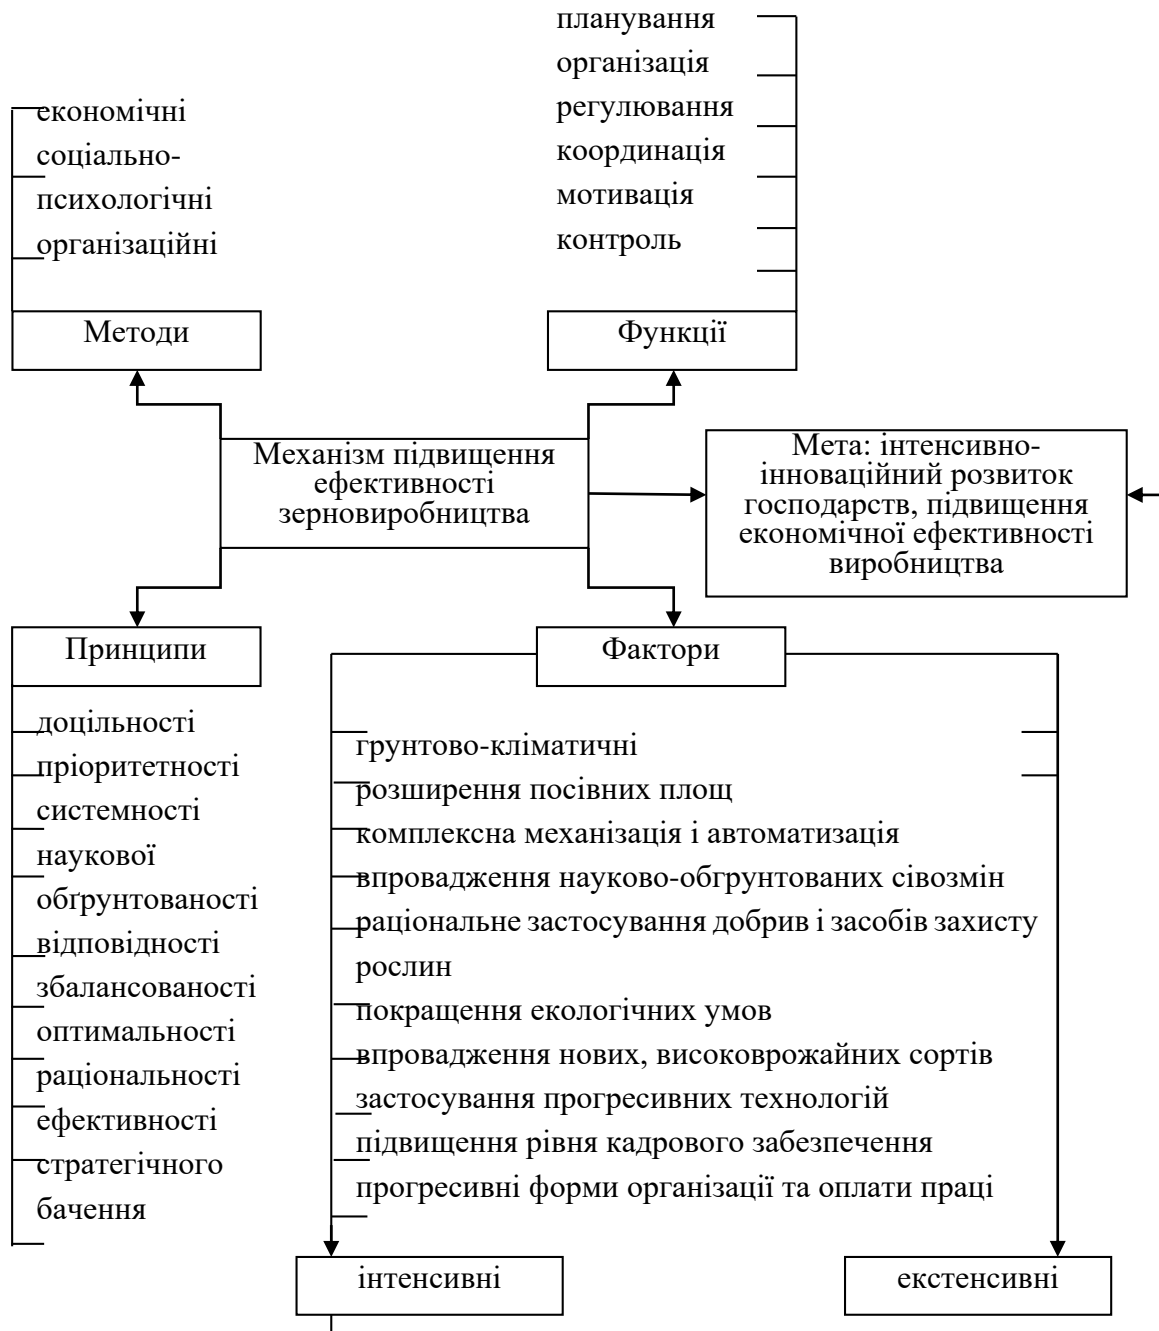 планування
організація
регулювання
координація
мотивація
контроль
економічні
соціально-
психологічні
організаційні
Методи
Функції
Механізм підвищення
ефективності
зерновиробництва
Мета: інтенсивно-
інноваційний розвиток
господарств, підвищення
економічної ефективності
виробництва
Принципи
Фактори
доцільності
пріоритетності
системності
наукової
обґрунтованості
відповідності
збалансованості
оптимальності
раціональності
ефективності
стратегічного
бачення
грунтово-кліматичні
розширення посівних площ
комплексна механізація і автоматизація
впровадження науково-обгрунтованих сівозмін
раціональне застосування добрив і засобів захисту
рослин
покращення екологічних умов
впровадження нових, високоврожайних сортів
застосування прогресивних технологій
підвищення рівня кадрового забезпечення
прогресивні форми організації та оплати праці
інтенсивні
екстенсивні